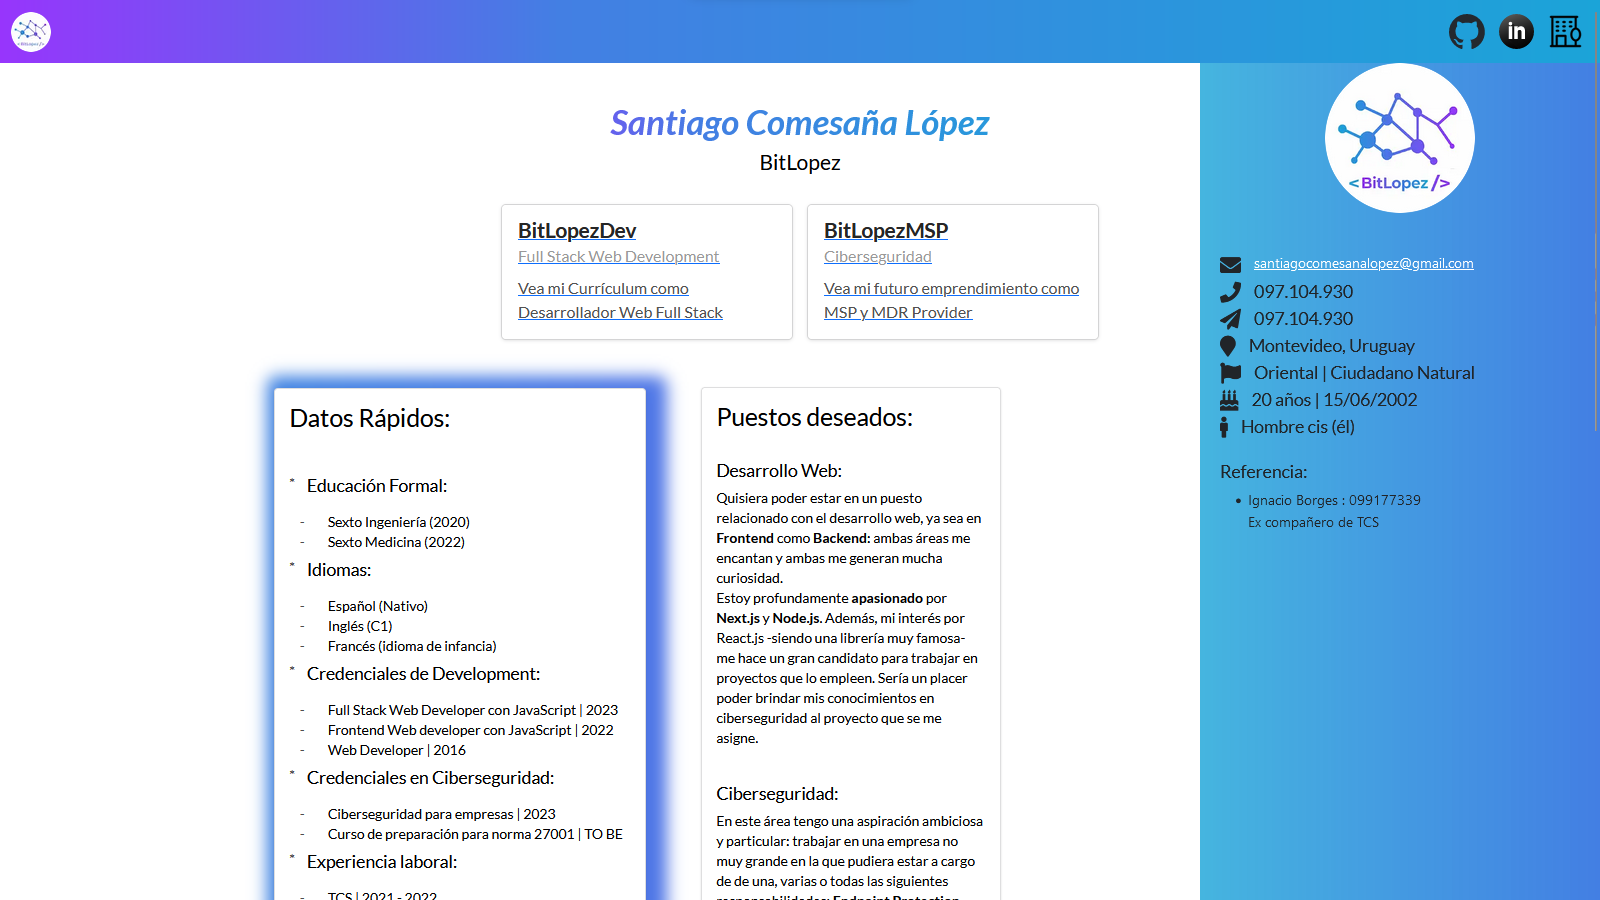 Santiago Comesaña López
BitLopez
BitLopezDev
Full Stack Web Development
Vea mi Currículum como
Desarrollador Web Full Stack
BitLopezMSP
Ciberseguridad
Vea mi futuro emprendimiento como
MSP y MDR Provider
Datos Rápidos:
* Educación Formal:
- Sexto Ingeniería (2020)
- Sexto Medicina (2022)
* Idiomas:
- Español (Nativo)
- Inglés (C1)
- Francés (idioma de infancia)
* Credenciales de Development:
- Full Stack Web Developer con JavaScript | 2023
- Frontend Web developer con JavaScript | 2022
- Web Developer | 2016
* Credenciales en Ciberseguridad:
- Ciberseguridad para empresas | 2023
- Curso de preparación para norma 27001 | TO BE
* Experiencia laboral:
- TCS | 2021 - 2022
Puestos deseados:
Desarrollo Web:
Quisiera poder estar en un puesto
relacionado con el desarrollo web, ya sea en
Frontend como Backend: ambas áreas me
encantan y ambas me generan mucha
curiosidad.
Estoy profundamente apasionado por
Next.js y Node.js. Además, mi interés por
React.js -siendo una librería muy famosa-
me hace un gran candidato para trabajar en
proyectos que lo empleen. Sería un placer
poder brindar mis conocimientos en
ciberseguridad al proyecto que se me
asigne.
Ciberseguridad:
En este área tengo una aspiración ambiciosa
y particular: trabajar en una empresa no
muy grande en la que pudiera estar a cargo
de de una, varias o todas las siguientes
responsabilidades: Endpoint Protection
<BitLopez/>
santiagocomesanalopez@gmail.com
097.104.930
097.104.930
Montevideo, Uruguay
Oriental | Ciudadano Natural
20 años | 15/06/2002
Hombre cis (él)
Referencia:
• Ignacio Borges : 099177339
Ex compañero de TCS
<BitLopez/>
in